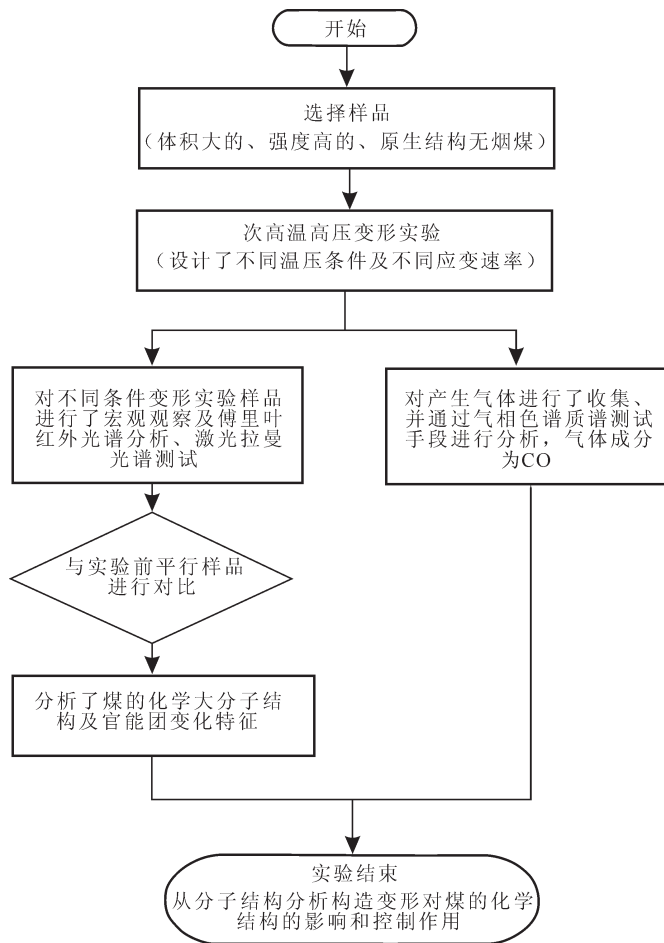 开始
选择样品
（体积大的、强度高的、原生结构无烟煤）
次高温高压变形实验
（设计了不同温压条件及不同应变速率）
对不同条件变形实验样品
进行了宏观观察及傅里叶
红外光谱分析、激光拉曼
光谱测试
对产生气体进行了收集、
并通过气相色谱质谱测试
手段进行分析，气体成分
为CO
与实验前平行样品
进行对比
分析了煤的化学大分子结
构及官能团变化特征
实验结束
从分子结构分析构造变形对煤的化学
结构的影响和控制作用